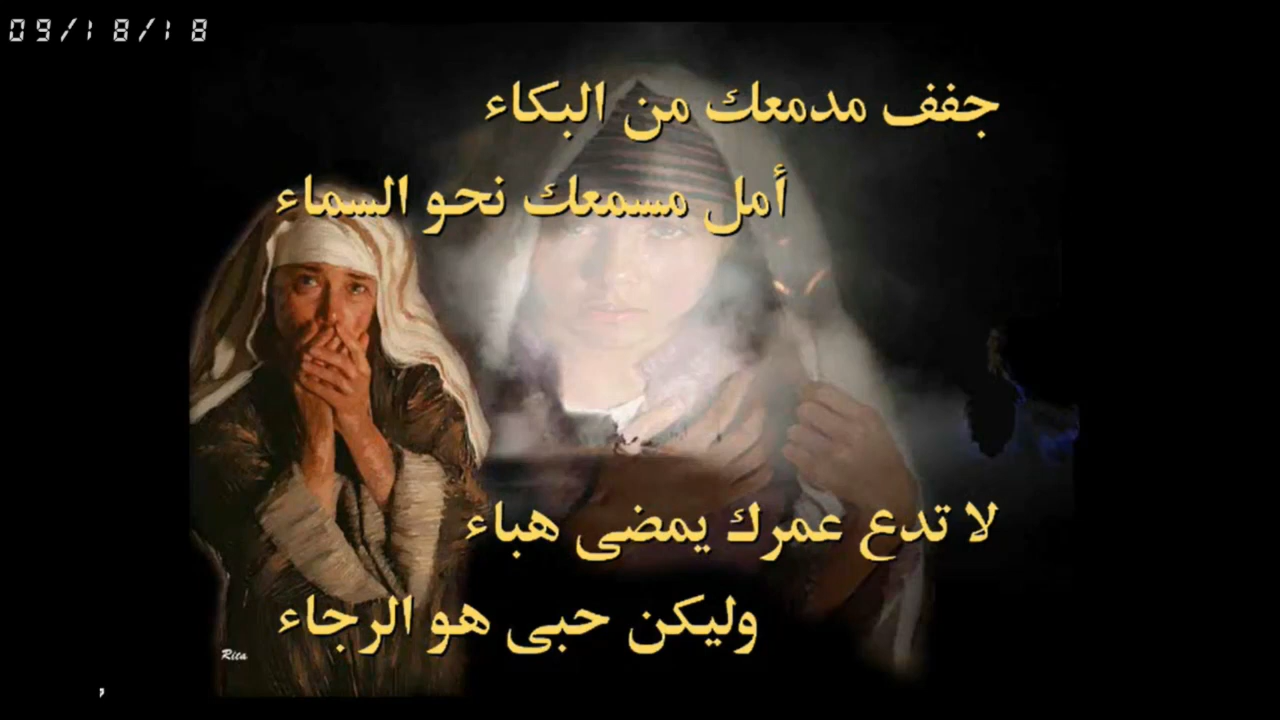 09/18/18
جفف مدمعك من البكاء
أمل مسمعك نحو السماء
لا تدع عمرك يمضى هباء
وليكن حبى هو الرجاء
Rita